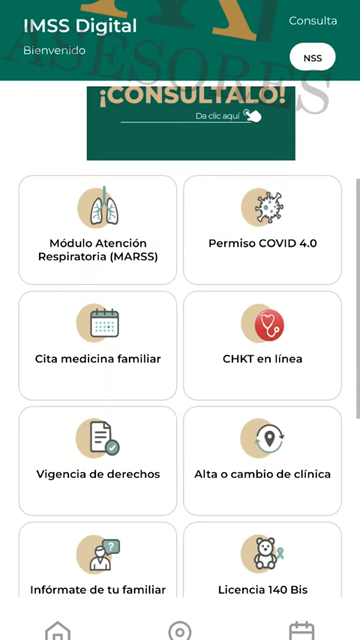 IMSS Digital
Consulta
Bienvenido
NSS
ASESORES
¡CONSULTALO!
Da clic aquí
Módulo Atención
Respiratoria (MARSS)
Permiso COVID 4.0
Cita medicina familiar
CHKT en línea
Vigencia de derechos
Alta o cambio de clínica
?
Infórmate de tu familiar
Licencia 140 Bis